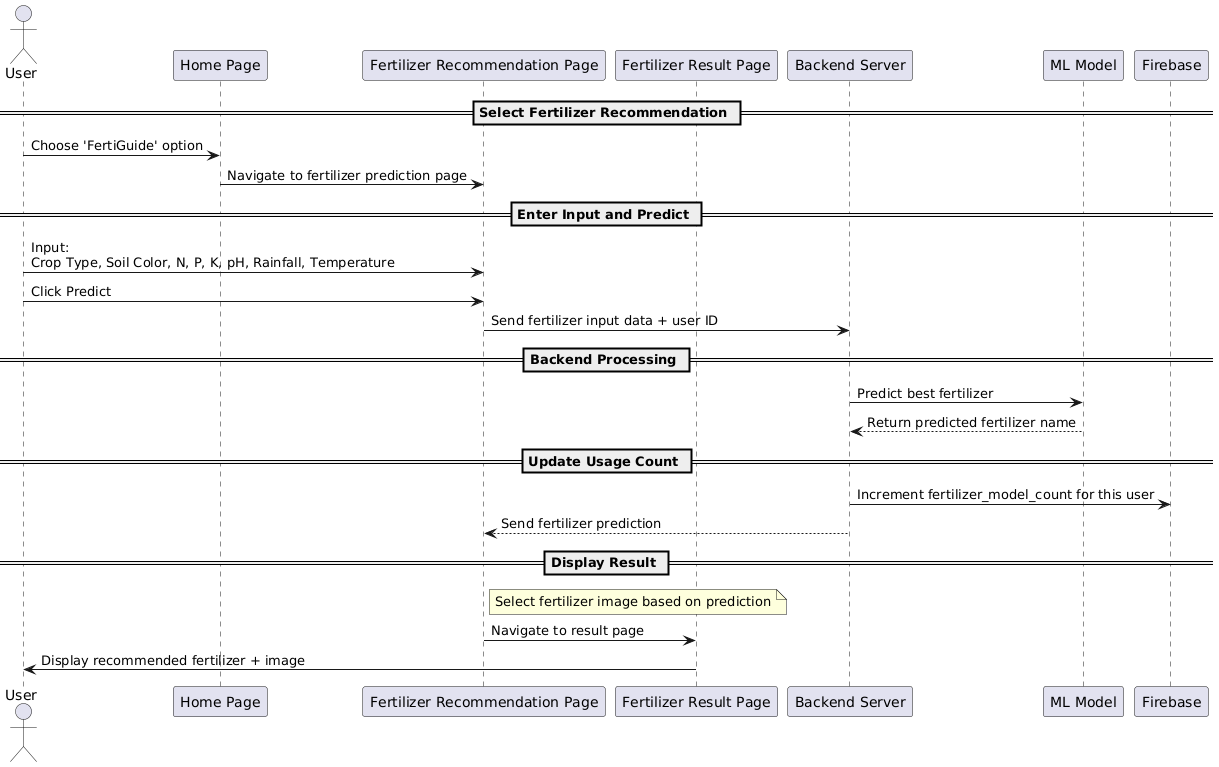 User
Home Page
Fertilizer Recommendation Page
Fertilizer Result Page
Backend Server
ML Model
Firebase
Select Fertilizer Recommendation
Choose 'FertiGuide' option
Navigate to fertilizer prediction page
Enter Input and Predict
Input:
Crop Type, Soil Color, N, P, K, pH, Rainfall, Temperature
Click Predict
Send fertilizer input data + user ID
Backend Processing
Predict best fertilizer
Return predicted fertilizer name
Update Usage Count
Increment fertilizer_model_count for this user
Send fertilizer prediction
Display Result
Select fertilizer image based on prediction
Navigate to result page
Display recommended fertilizer + image
User
Home Page
Fertilizer Recommendation Page
Fertilizer Result Page
Backend Server
ML Model
Firebase